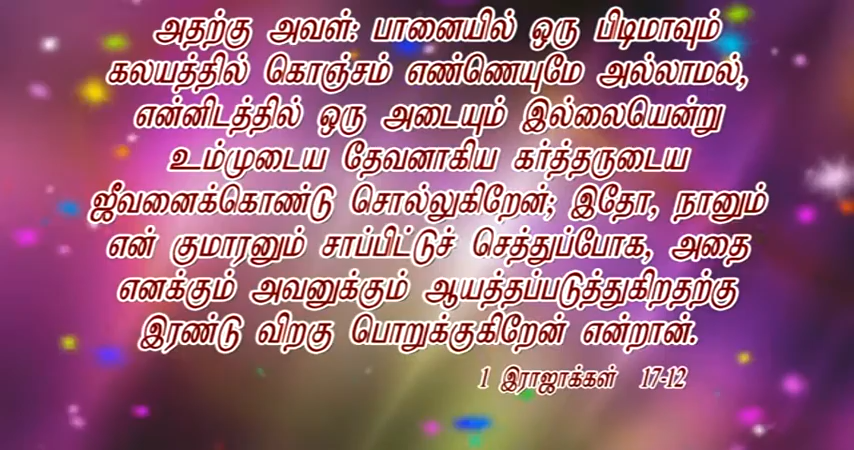 அதற்கு அவள்: பானையில் ஒரு பிடிமாவும்
கலயத்தில் கொஞ்சம் எண்ணெயுமே அல்லாமல்,
என்னிடத்தில் ஒரு அடையும் இல்லையென்று
உம்முடைய தேவனாகிய கர்த்தருடைய
ஜீவனைக்கொண்டு சொல்லுகிறேன்; இதோ, நானும்
என் குமாரனும் சாப்பிட்டுச் செத்துப்போக, அதை
எனக்கும் அவனுக்கும் ஆயத்தப்படுத்துகிறதற்கு
இரண்டு விறகு பொறுக்குகிறேன் என்றான்.
1 இராஜாக்கள் 17-12